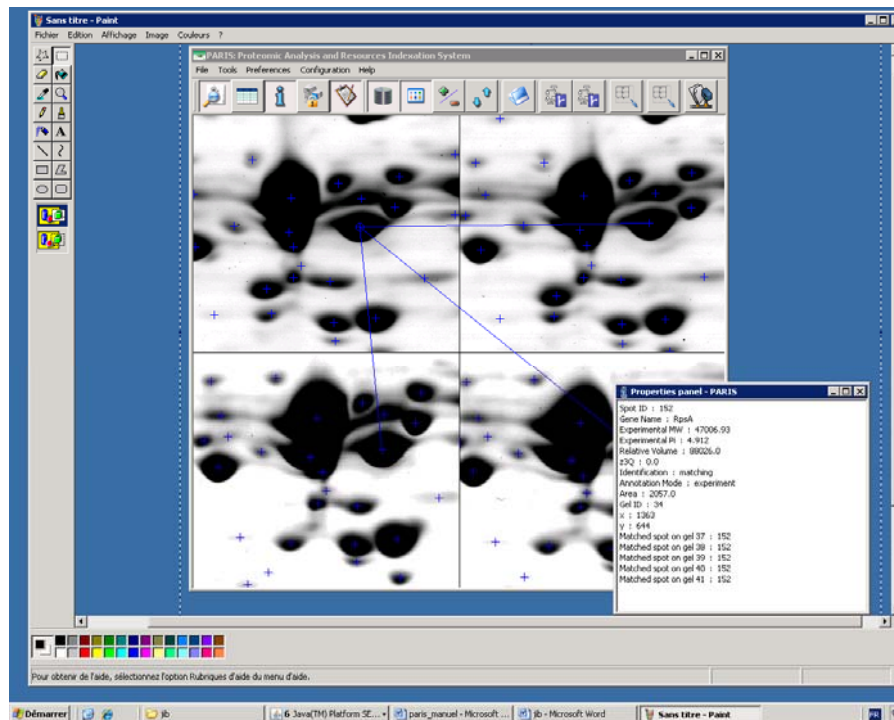 Sans titre - Paint
Fichier Edition Affichage Image Couleurs ?
PARIS: Proteomic Analysis and Resources Indexation System
File Tools Preferences Configuration Help
Properties panel - PARIS
Spot ID : 152
Gene Name : RpsA
Experimental MW : 47006.93
Experimental Pi : 4.912
Relative Volume : 88026.0
z3Q : 0.0
Identification : matching
Annotation Mode : experiment
Area : 2057.0
Gel ID : 34
x : 1363
y : 644
Matched spot on gel 37 : 152
Matched spot on gel 38 : 152
Matched spot on gel 39 : 152
Matched spot on gel 40 : 152
Matched spot on gel 41 : 152
Pour obtenir de l'aide, sélectionnez l'option Rubriques d'aide du menu d'aide.
Démarrer jib 6 Java(TM) Platform SE... paris_manuel - Microsoft ... jib - Microsoft Word Sans titre - Paint FR